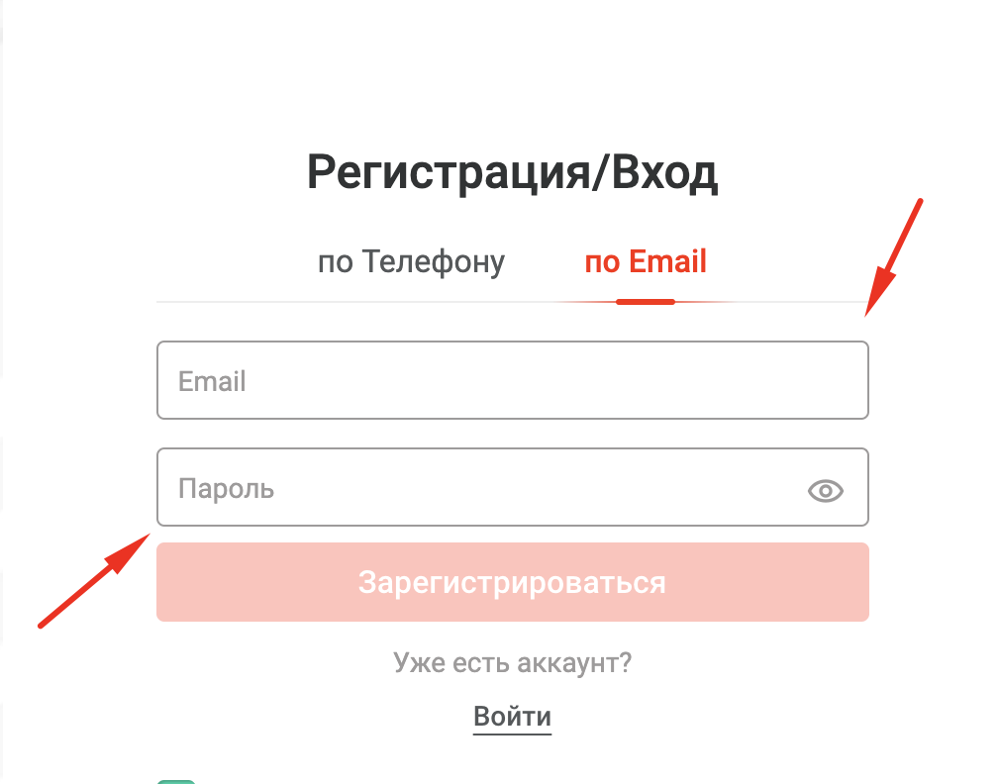 Регистрация/Вход
по Телефону по Email
Email
Пароль
Зарегистрироваться
Уже есть аккаунт?
Войти